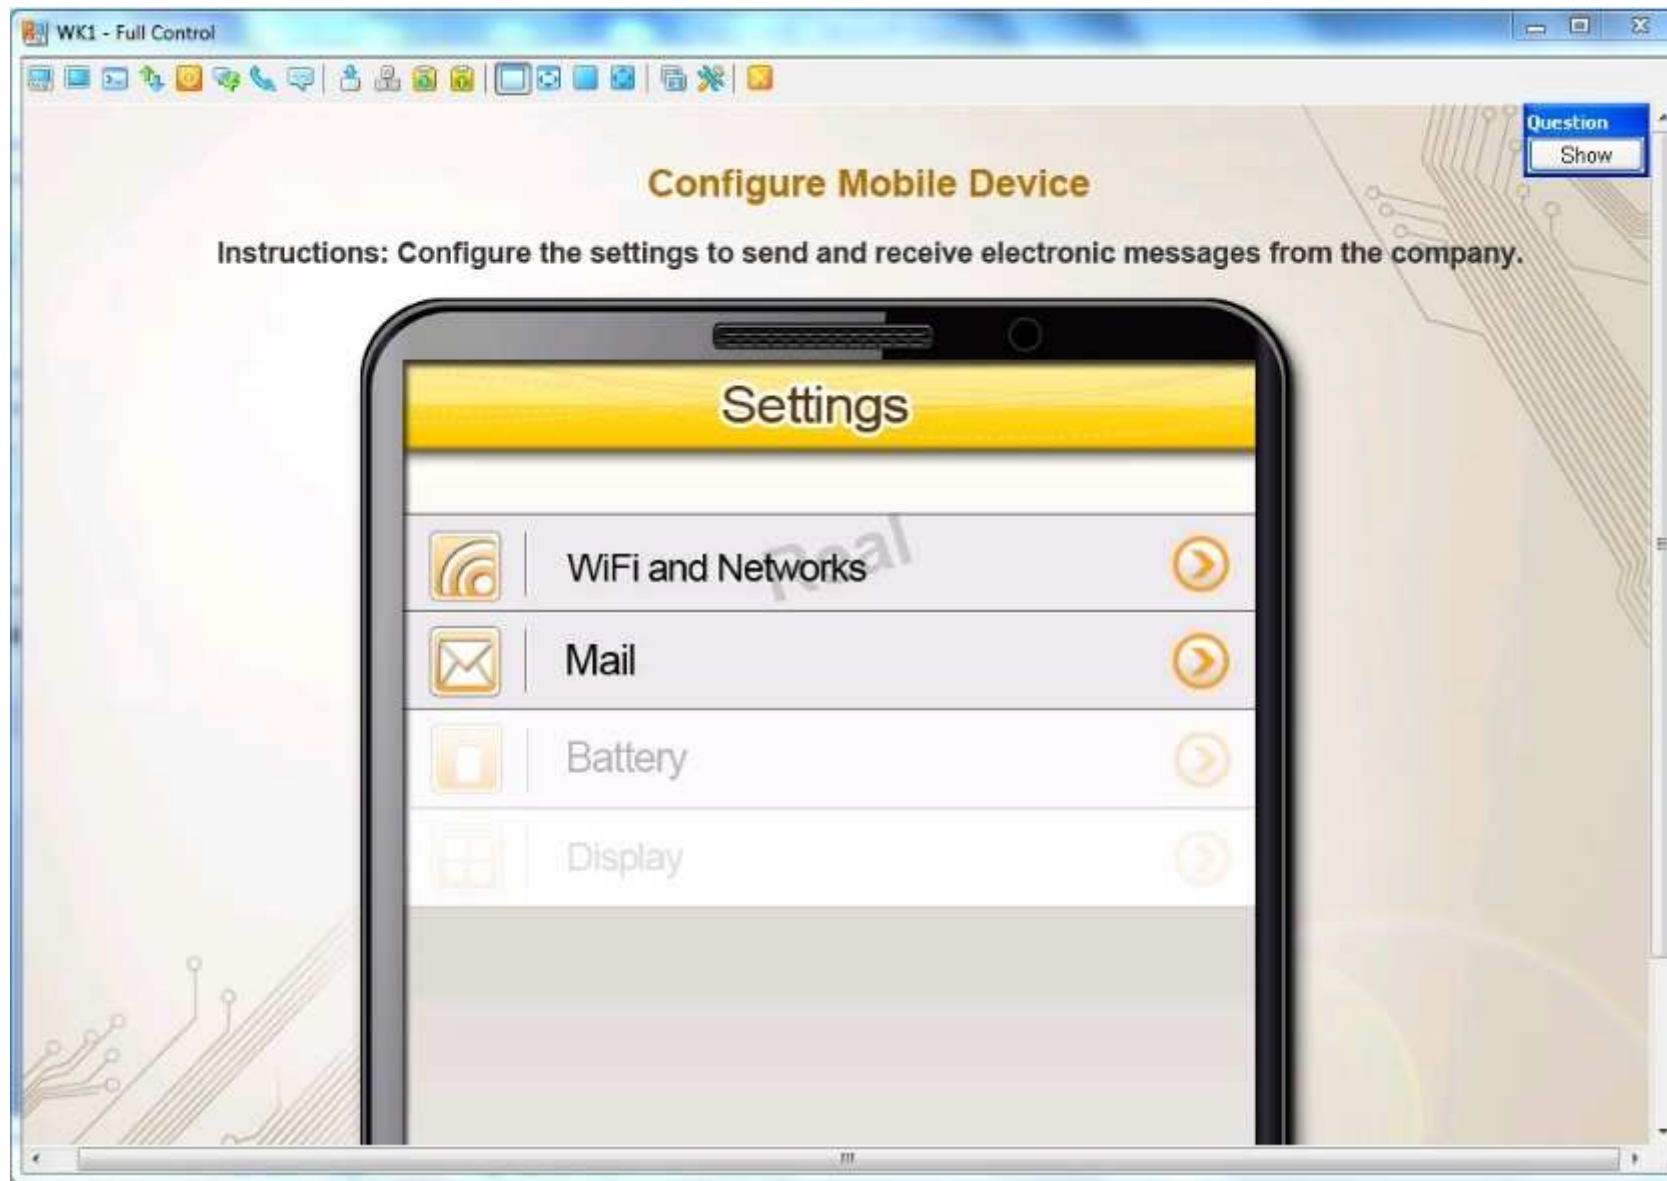 WK1 - Full Control
Question
Show
Configure Mobile Device
Instructions: Configure the settings to send and receive electronic messages from the company.
Settings
Real
WiFi and Networks
Mail
Battery
Display